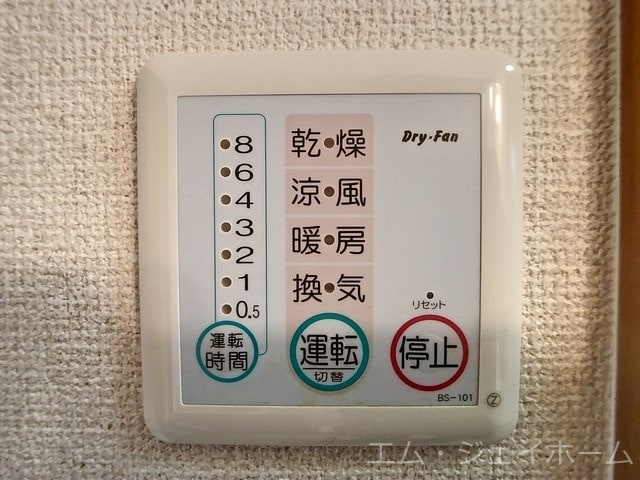 Dry-Fan
8
6
4
3
2
1
0.5
運転
時間
乾・燥
涼・風
暖・房
換・気
運転
切替
リセット
停止
BS-101
Z
エム・ジェイホーム